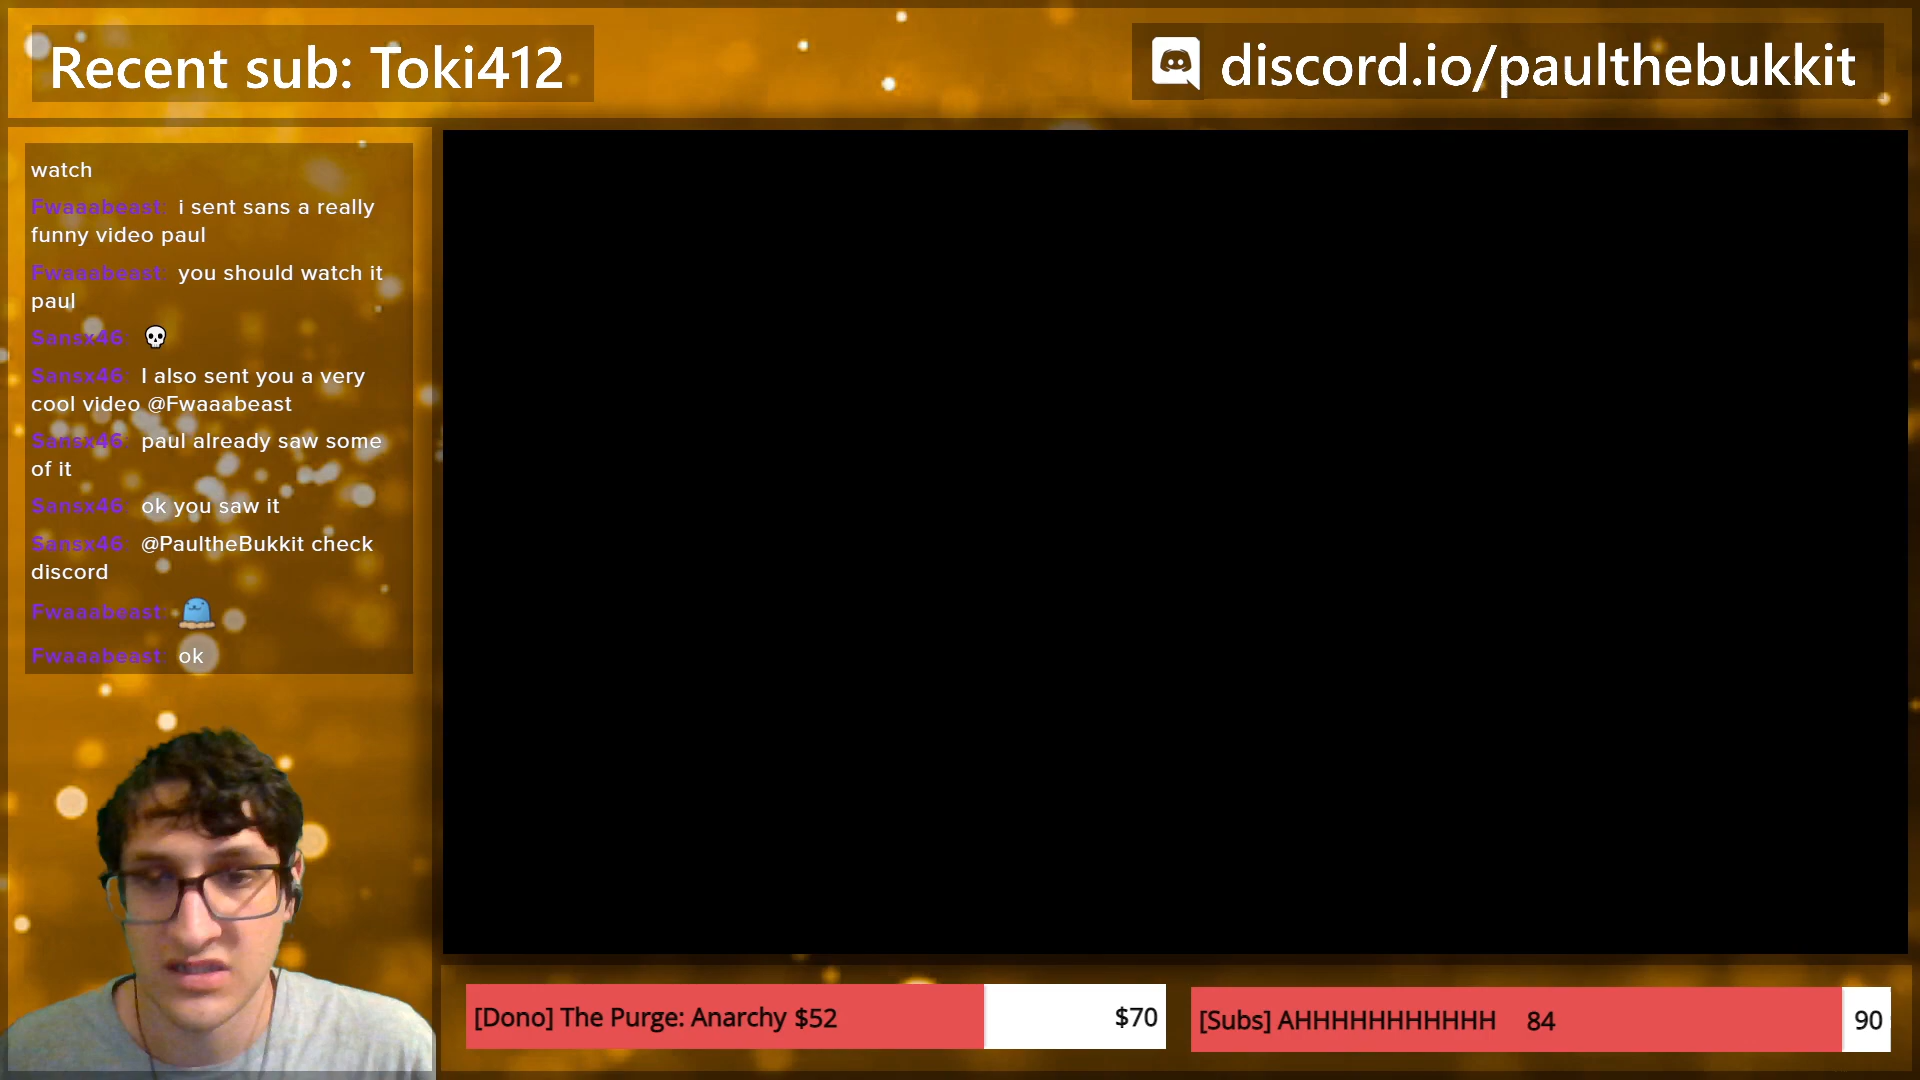 Recent sub: Toki412
discord.io/paulthebukkit
watch
Fwaaabeast: i sent sans a really
funny video paul
Fwaaabeast: you should watch it
paul
Sansx46: 💀
Sansx46: I also sent you a very
cool video @Fwaaabeast
Sansx46: paul already saw some
of it
Sansx46: ok you saw it
Sansx46: @PaultheBukkit check
discord
Fwaaabeast:
Fwaaabeast: ok
[Dono] The Purge: Anarchy $52 $70
[Subs] AHHHHHHHHHHH 84 90